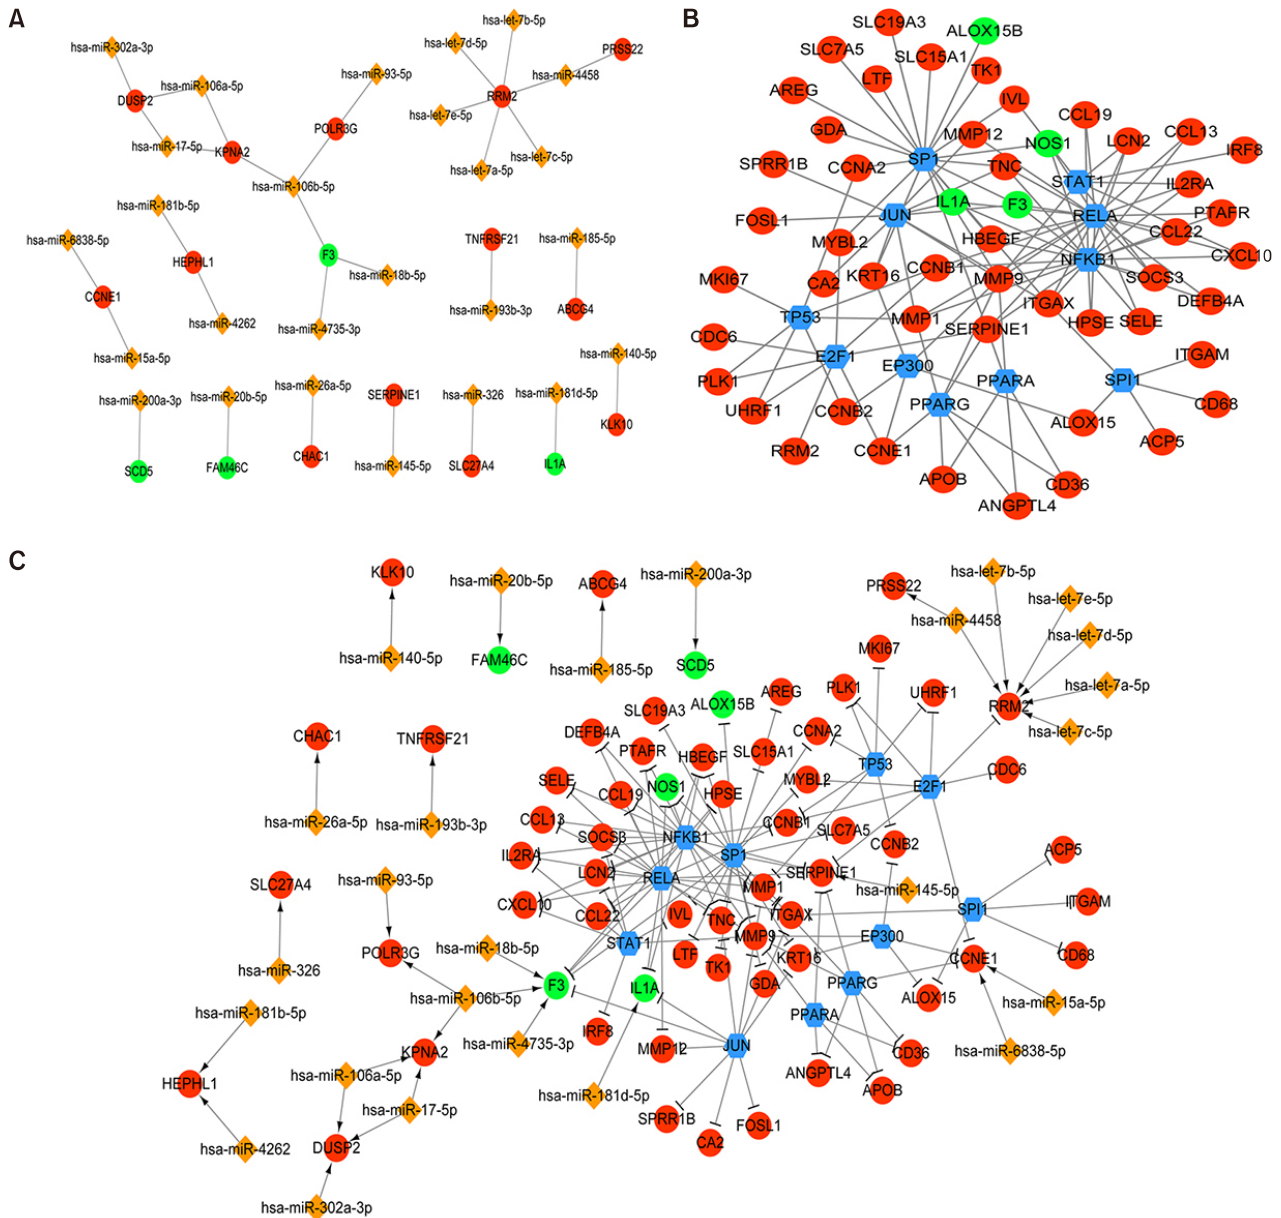 A
hsa-let-7b-5p
hsa-miR-302a-3p
hsa-let-7d-5p
PRSS22
hsa-miR-93-5p
hsa-miR-4458
hsa-miR-106a-5p
DUSP2
RRM2
hsa-let-7e-5p
POLR3G
hsa-miR-17-5p
KPNA2
hsa-let-7c-5p
hsa-let-7a-5p
hsa-miR-106b-5p
hsa-miR-181b-5p
hsa-miR-6838-5p
TNFRSF21
hsa-miR-185-5p
HEPHL1
F3
hsa-miR-18b-5p
CCNE1
hsa-miR-193b-3p
ABCG4
hsa-miR-4262
hsa-miR-4735-3p
hsa-miR-15a-5p
hsa-miR-140-5p
hsa-miR-200a-3p
hsa-miR-20b-5p
hsa-miR-26a-5p
SERPINE1
hsa-miR-326
hsa-miR-181d-5p
KLK10
SCD5
FAM46C
CHAC1
hsa-miR-145-5p
SLC27A4
IL1A
B
SLC19A3
ALOX15B
SLC7A5
SLC15A1
LTF
TK1
AREG
IVL
CCL19
GDA
MMP12
NOS1
LCN2
CCL13
IRF8
SPRR1B
CCNA2
SP1
TNC
STAT1
IL2RA
FOSL1
JUN
IL1A
F3
RELA
PTAFR
MYBL2
HBEGF
CCL22
NFKB1
CXCL10
MKI67
CA2
KRT16
CCNB1
MMP9
SOCS3
ITGAX
DEFB4A
TP53
MMP1
SERPINE1
HPSE
SELE
CDC6
E2F1
EP300
ITGAM
PLK1
PPARA
SPI1
UHRF1
CCNB2
PPARG
CD68
ALOX15
RRM2
CCNE1
ACP5
APOB
CD36
ANGPTL4
C
KLK10
hsa-miR-20b-5p
ABCG4
hsa-miR-200a-3p
PRSS22
hsa-let-7b-5p
hsa-let-7e-5p
hsa-miR-4458
hsa-let-7d-5p
hsa-miR-140-5p
FAM46C
hsa-miR-185-5p
SCD5
MKI67
PLK1
UHRF1
hsa-let-7a-5p
AREG
ALOX15B
SLC19A3
RRM2
hsa-let-7c-5p
CHAC1
TNFRSF21
DEFB4A
PTAFR
HBEGF
SLC15A1
CCNA2
TP53
CDC6
SELE
CCL19
NOS1
HPSE
MYBL2
E2F1
hsa-miR-26a-5p
hsa-miR-193b-3p
CCL13
SOCS3
NFKB1
CCNB1
SLC7A5
IL2RA
SP1
CCNB2
ACP5
SLC27A4
hsa-miR-93-5p
LCN2
RELA
MMP1
SERPINE1
hsa-miR-145-5p
CXCL10
CCL22
IVL
TNC
ITGAX
SPI1
ITGAM
POLR3G
hsa-miR-18b-5p
STAT1
LTF
MMP9
EP300
CD68
hsa-miR-326
TK1
KRT16
CCNE1
F3
IL1A
GDA
PPARG
ALOX15
hsa-miR-15a-5p
hsa-miR-106b-5p
hsa-miR-181b-5p
PPARA
IRF8
hsa-miR-4735-3p
KPNA2
MMP12
JUN
CD36
hsa-miR-6838-5p
hsa-miR-106a-5p
HEPHL1
ANGPTL4
APOB
hsa-miR-181d-5p
hsa-miR-17-5p
SPRR1B
FOSL1
CA2
hsa-miR-4262
DUSP2
hsa-miR-302a-3p